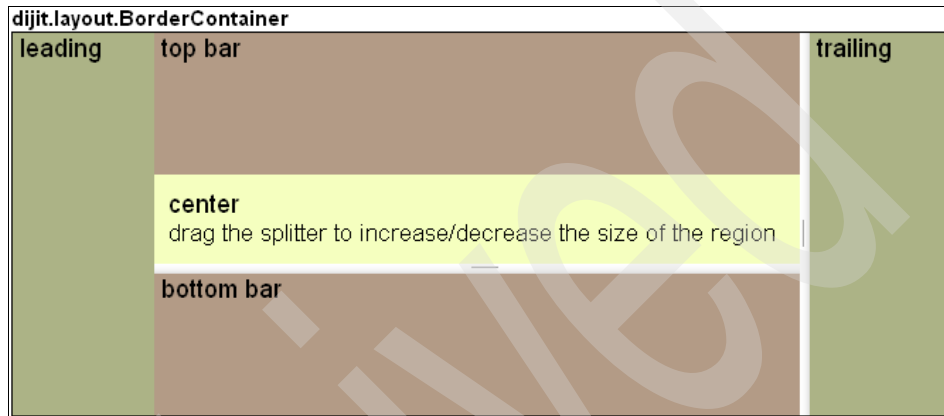 dijit.layout.BorderContainer
leading
top bar
trailing
center
drag the splitter to increase/decrease the size of the region
bottom bar